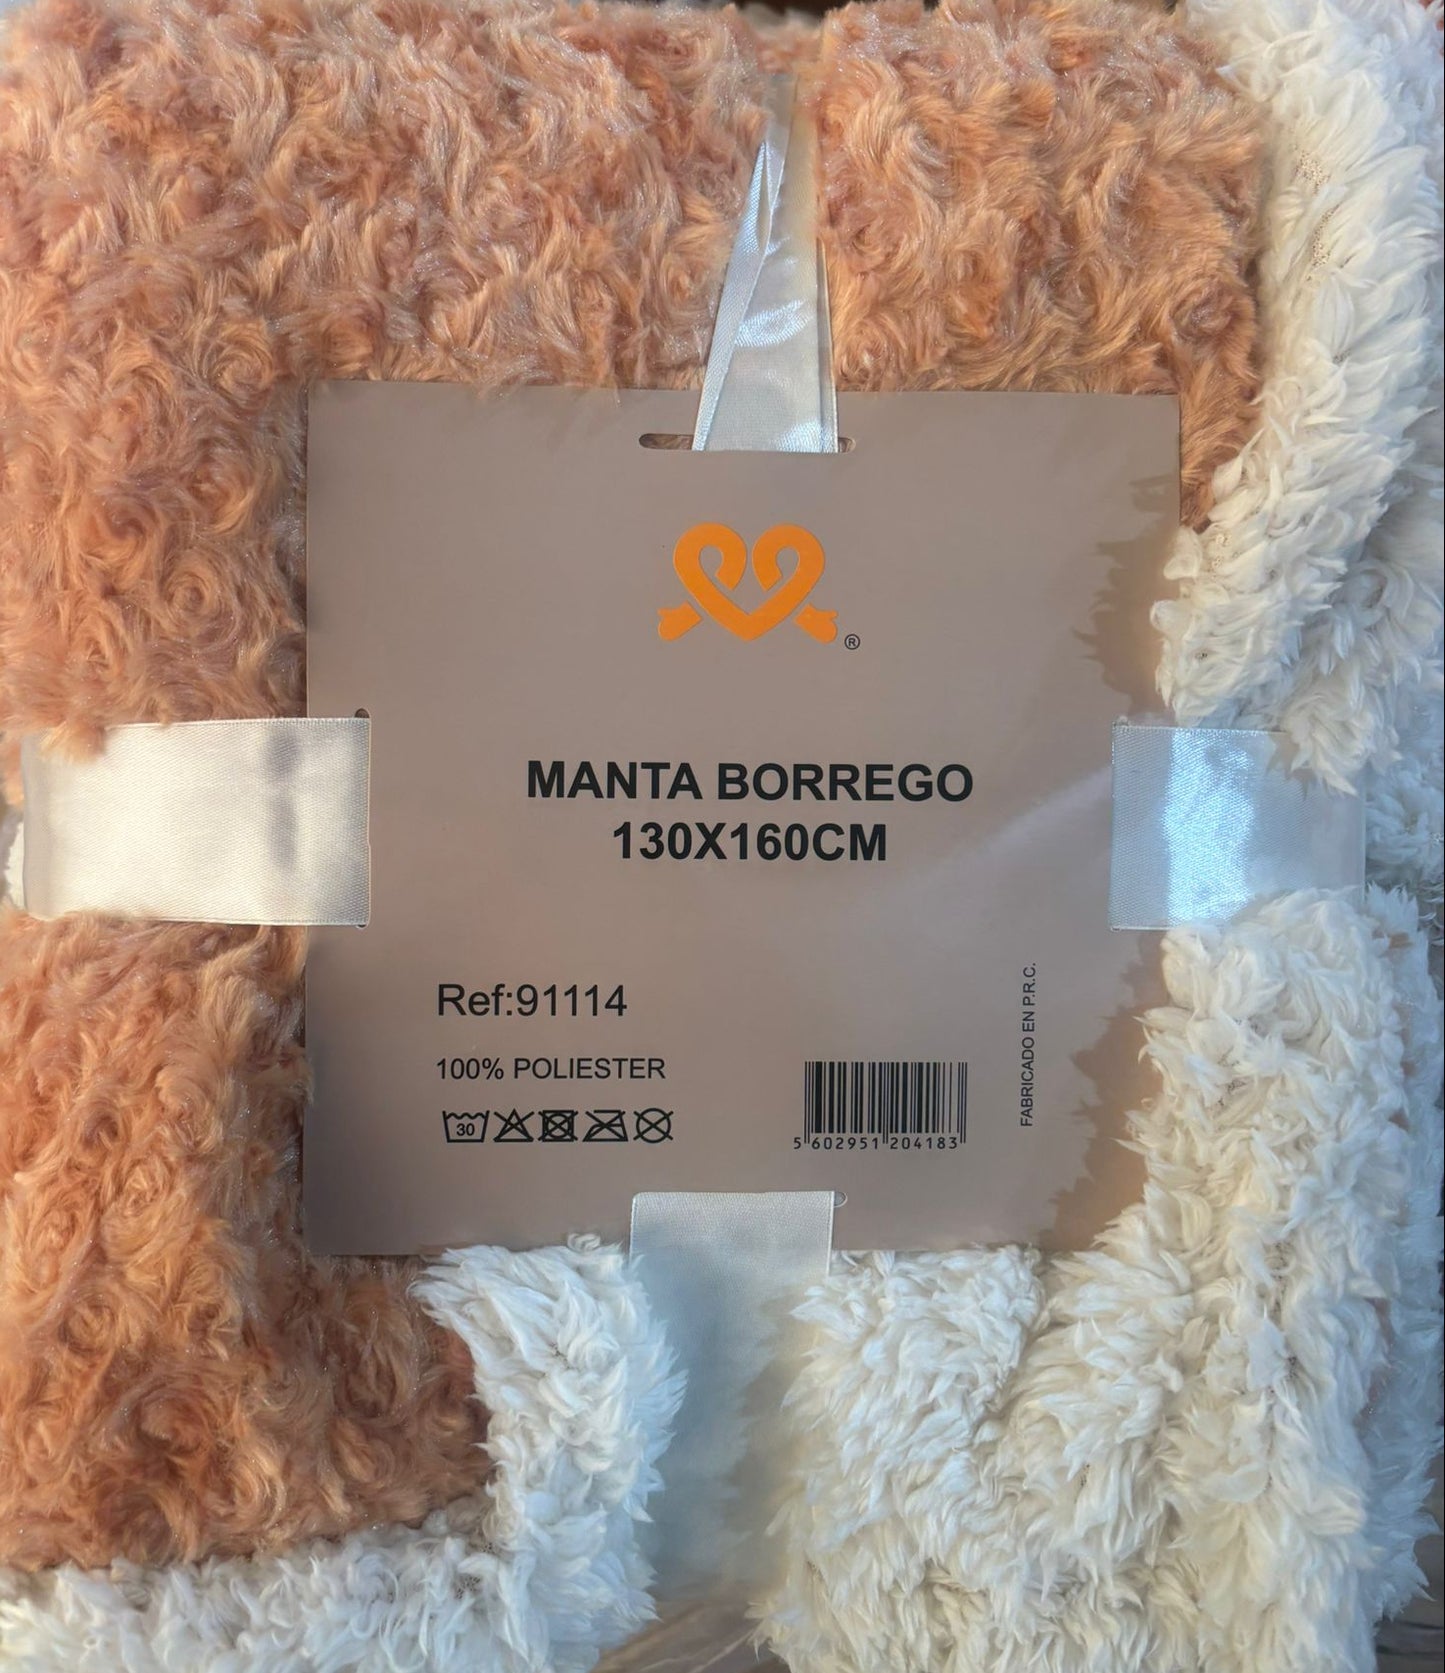 ®
MANTA BORREGO
130X160CM
Ref:91114
100% POLIESTER
30
5 602951 204183
FABRICADO EN P.R.C.